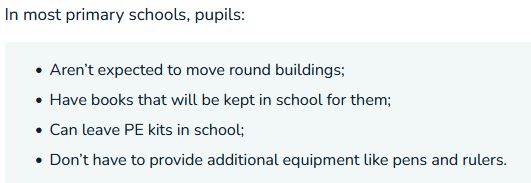 In most primary schools, pupils:
• Aren’t expected to move round buildings;
• Have books that will be kept in school for them;
• Can leave PE kits in school;
• Don’t have to provide additional equipment like pens and rulers.